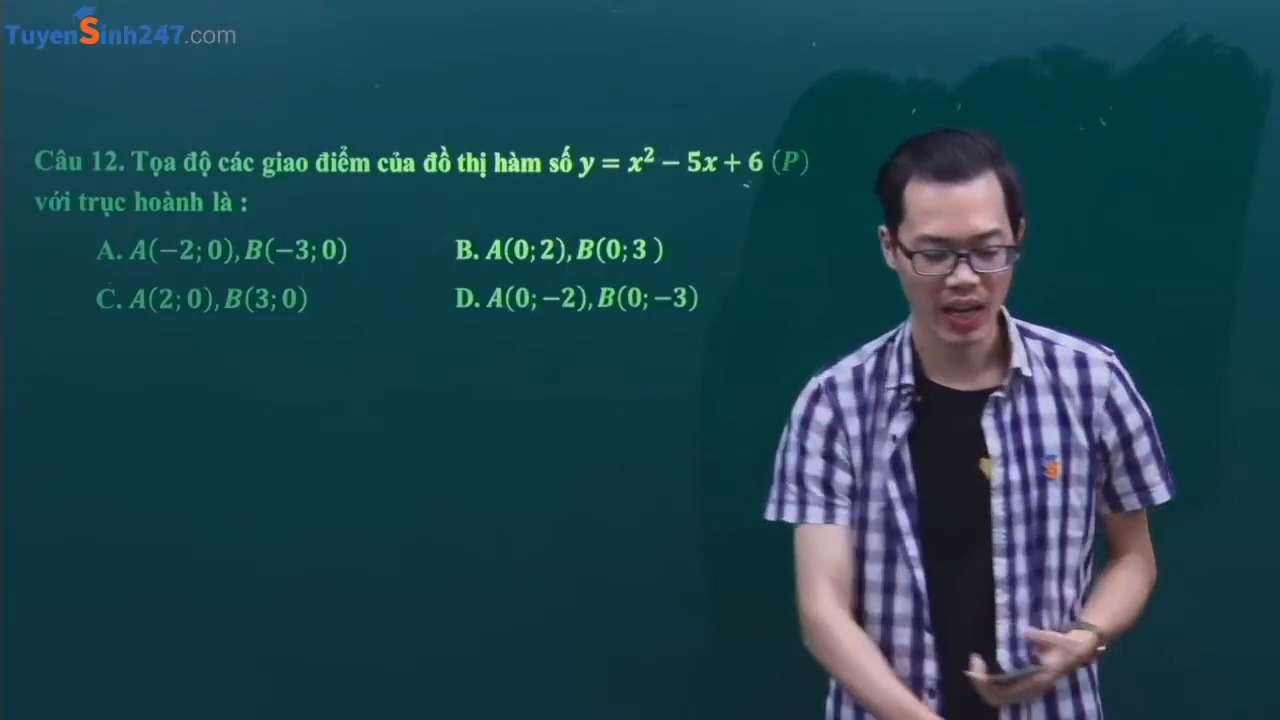 TuyenSinh247.com
Câu 12. Tọa độ các giao điểm của đồ thị hàm số y = x² − 5x + 6 (P)
với trục hoành là :
A. A(−2; 0), B(−3; 0) B. A(0; 2), B(0; 3 )
C. A(2; 0), B(3; 0) D. A(0; −2), B(0; −3)